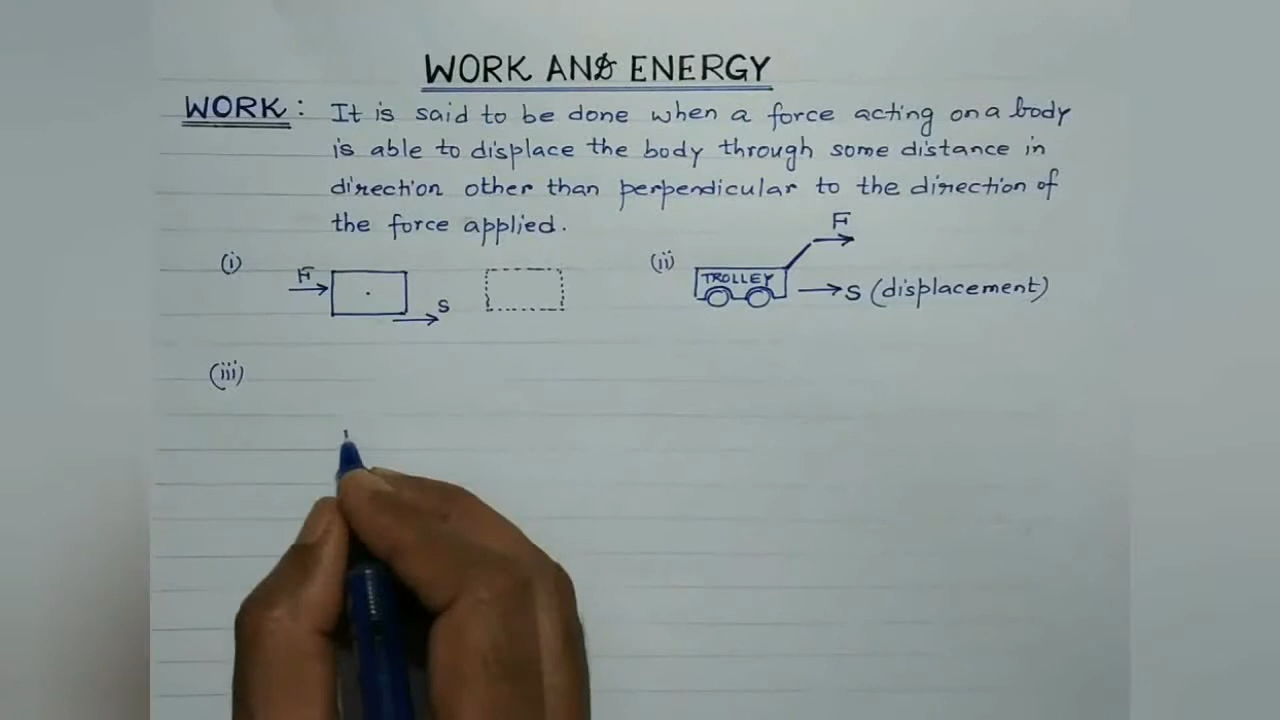 WORK AND ENERGY
WORK : It is said to be done when a force acting on a body
is able to displace the body through some distance in
direction other than perpendicular to the direction of
the force applied.
(i) F S
(ii) F TROLLEY S (displacement)
(iii)